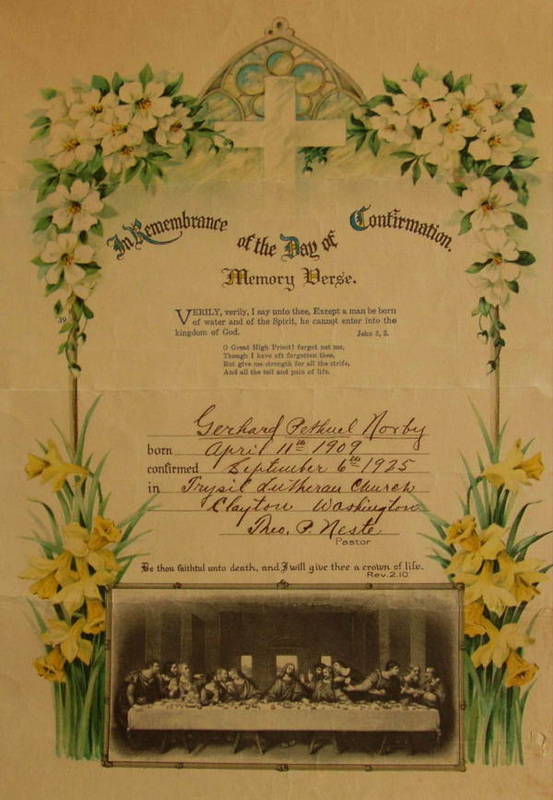 In Remembrance of the Day of Confirmation.
Memory Verse.
VERILY, verily, I say unto thee, Except a man be born
of water and of the Spirit, he cannot enter into the
kingdom of God. John 3, 5.
O Great High Priest! forget not me,
Though I have oft forgotten thee,
But give me strength for all the strife,
And all the toil and pain of life.
39
Gerhard Pethuel Norby
born April 11th 1909
confirmed September 6th 1925
in Trysil Lutheran Church
Clayton Washington
Theo. P. Neste
Pastor
Be thou faithful unto death, and I will give thee a crown of life.
Rev. 2.10.